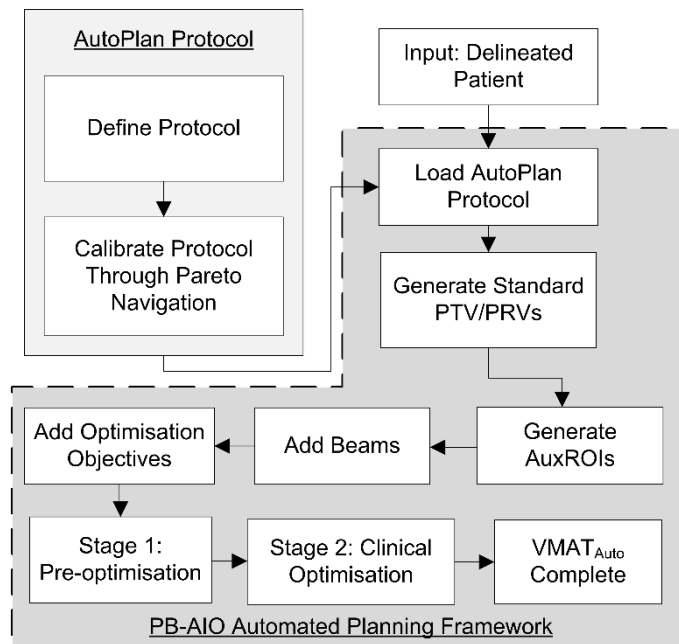 AutoPlan Protocol
Define Protocol
Calibrate Protocol
Through Pareto
Navigation
Input: Delineated
Patient
Load AutoPlan
Protocol
Generate Standard
PTV/PRVs
Generate
AuxROIs
Add Beams
Add Optimisation
Objectives
Stage 1:
Pre-optimisation
Stage 2: Clinical
Optimisation
VMATAuto
Complete
PB-AIO Automated Planning Framework